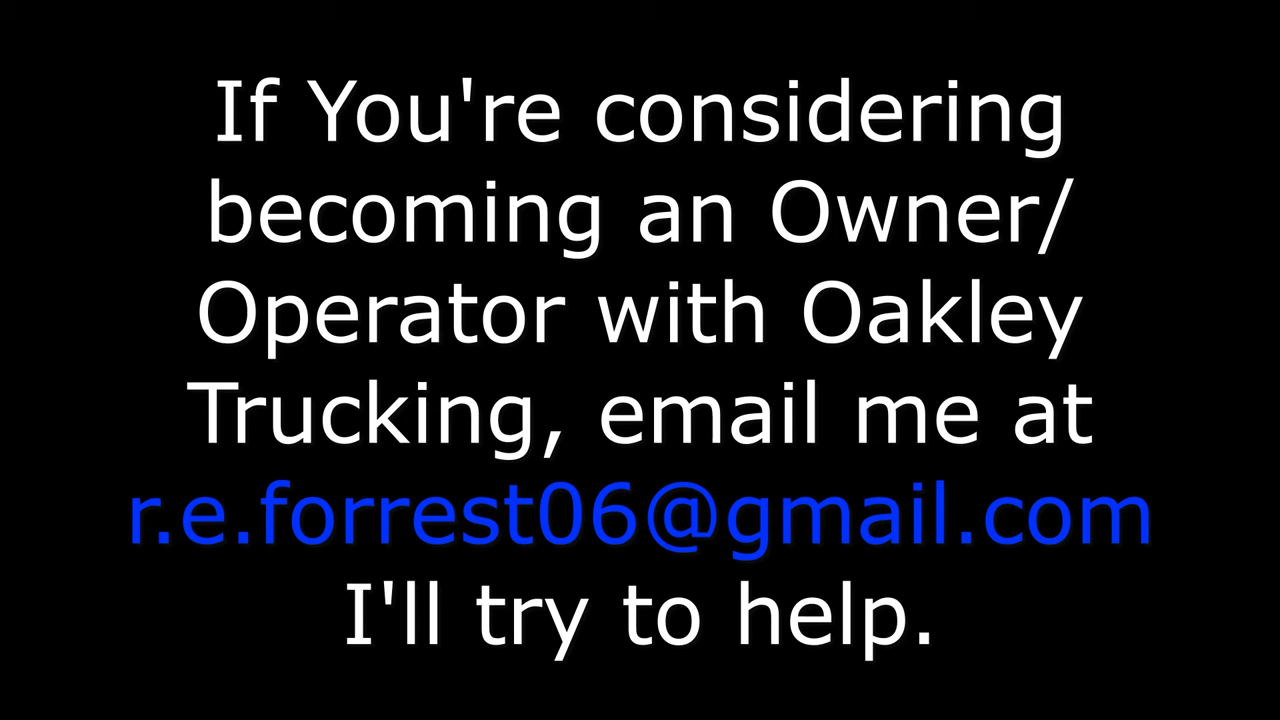 If You're considering
becoming an Owner/
Operator with Oakley
Trucking, email me at
r.e.forrest06@gmail.com
I'll try to help.